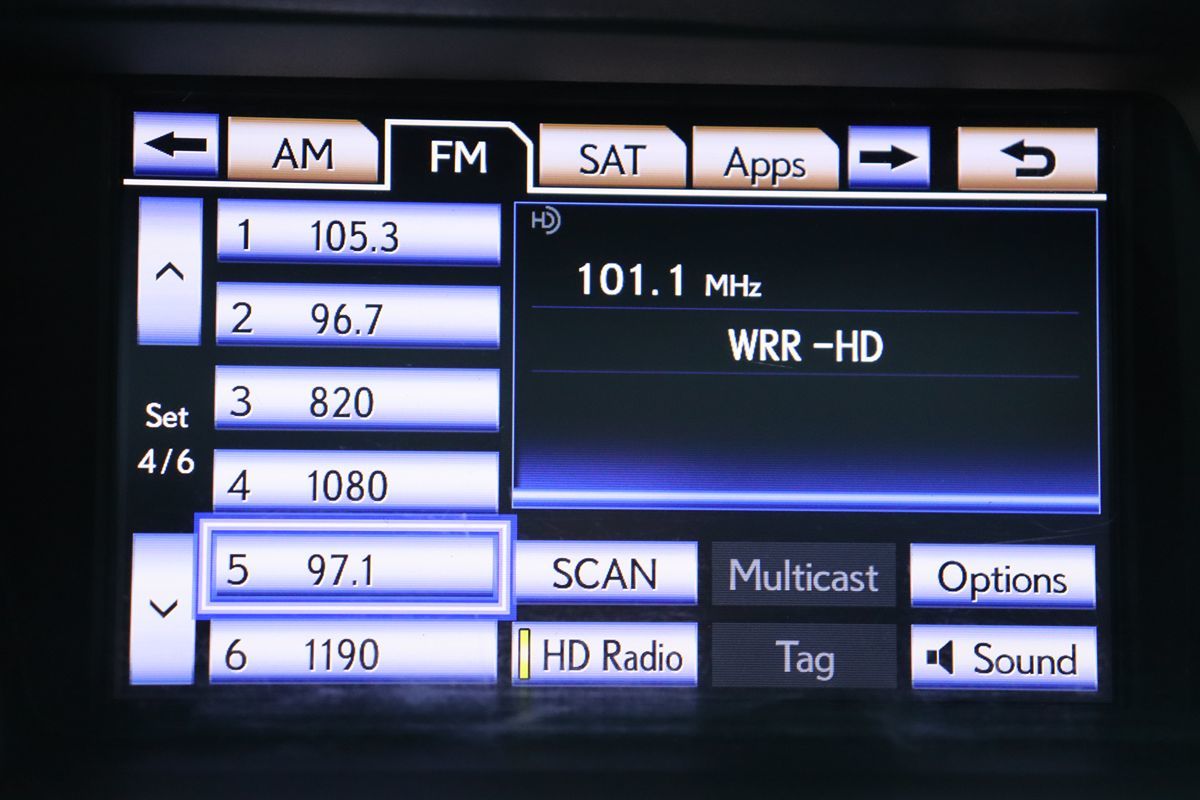 AM FM SAT Apps
HD
1 105.3
101.1 MHz
2 96.7
WRR -HD
3 820
Set
4/6
4 1080
5 97.1
SCAN Multicast Options
6 1190
HD Radio Tag Sound